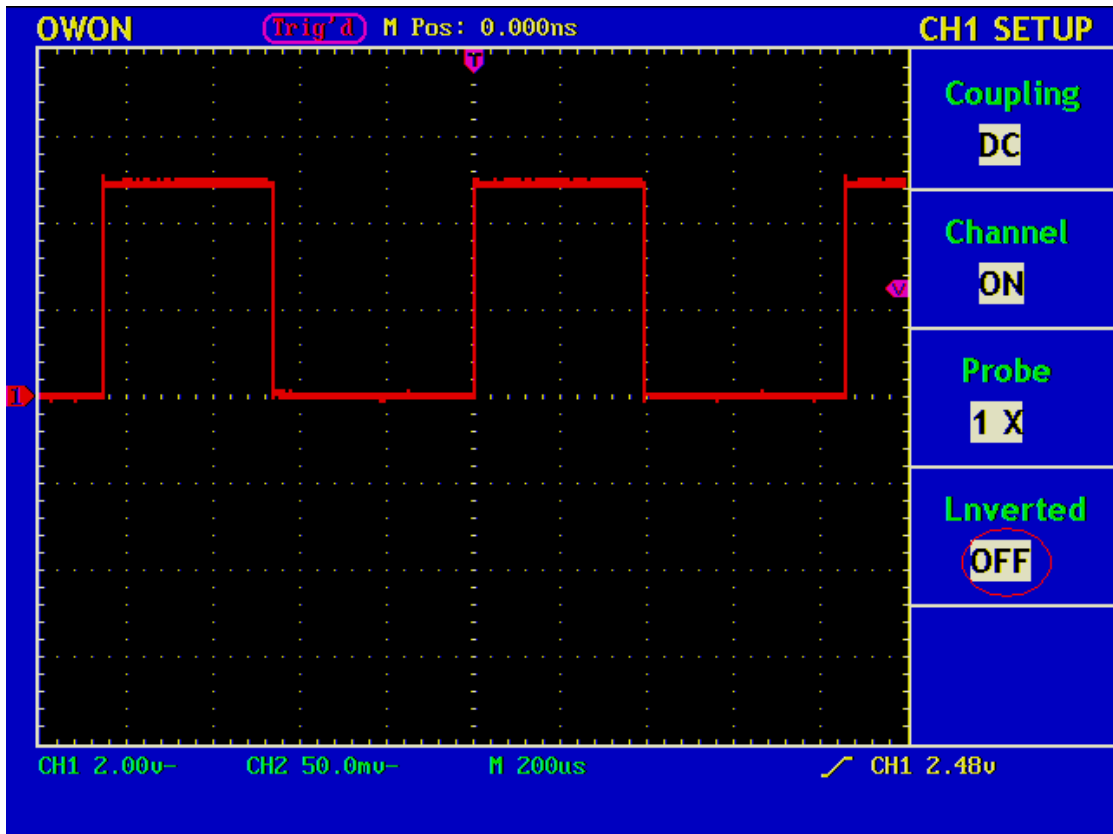 OWON Trig'd M Pos: 0.000ns CH1 SETUP
T
Coupling
DC
Channel
ON
V
Probe
1 X
1
Lnverted
OFF
CH1 2.00v- CH2 50.0mv- M 200us CH1 2.48v